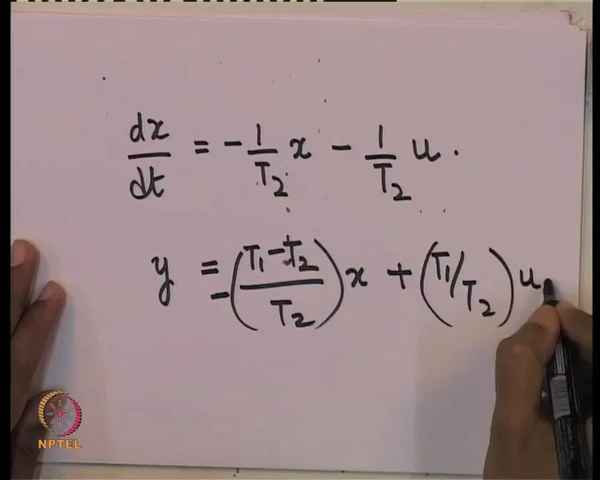 dx/dt = - 1/T2 x - 1/T2 u.
y = -((T1-T2)/T2) x + (T1/T2) u
NPTEL